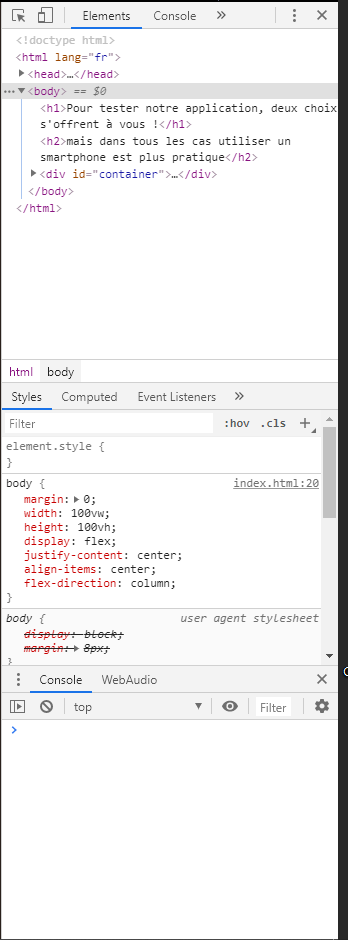 Elements Console »
<!doctype html>
<html lang="fr">
<head>…</head>
<body> == $0
<h1>Pour tester notre application, deux choix
s'offrent à vous !</h1>
<h2>mais dans tous les cas utiliser un
smartphone est plus pratique</h2>
<div id="container">…</div>
</body>
</html>
html body
Styles Computed Event Listeners »
Filter :hov .cls +
element.style {
}
body { index.html:20
margin: 0;
width: 100vw;
height: 100vh;
display: flex;
justify-content: center;
align-items: center;
flex-direction: column;
}
body { user agent stylesheet
display: block;
margin: 8px;
}
Console WebAudio
top Filter